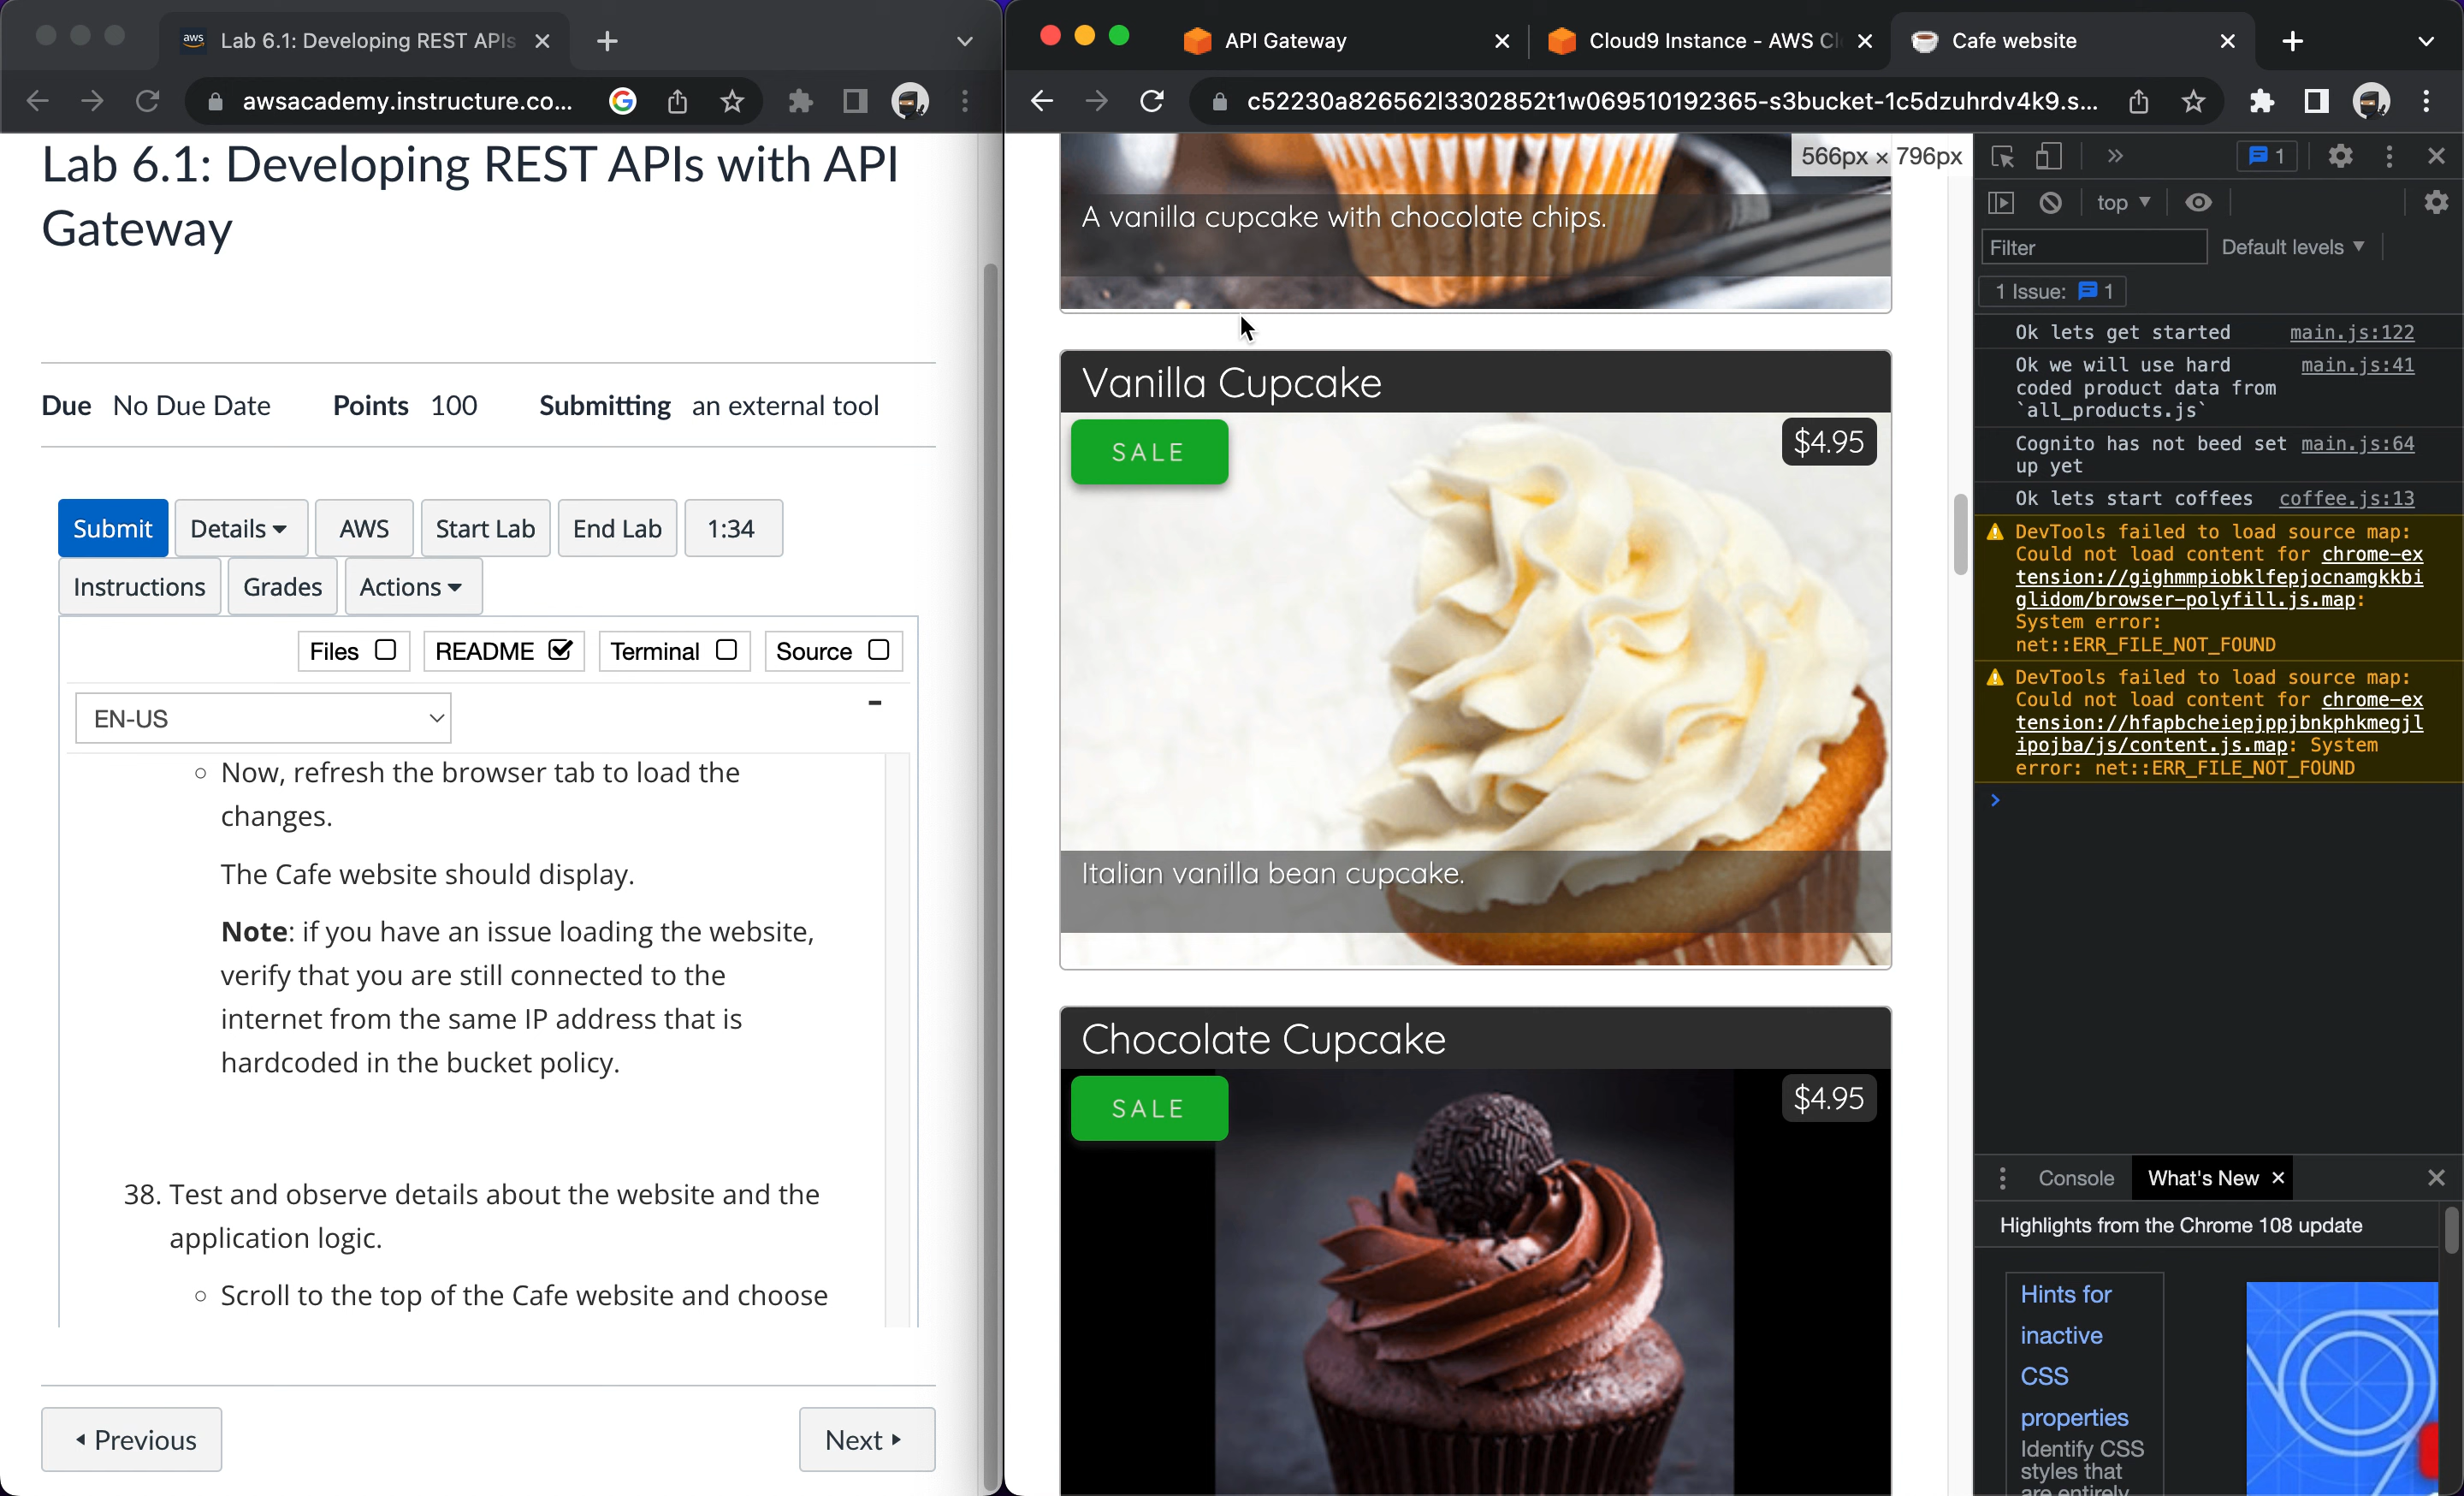 aws Lab 6.1: Developing REST APIs
awsacademy.instructure.co...
Lab 6.1: Developing REST APIs with API
Gateway
Due No Due Date Points 100 Submitting an external tool
Submit Details AWS Start Lab End Lab 1:34
Instructions Grades Actions
Files README Terminal Source
EN-US
Now, refresh the browser tab to load the
changes.
The Cafe website should display.
Note: if you have an issue loading the website,
verify that you are still connected to the
internet from the same IP address that is
hardcoded in the bucket policy.
38. Test and observe details about the website and the
application logic.
Scroll to the top of the Cafe website and choose
Previous Next
API Gateway
Cloud9 Instance - AWS Cl
Cafe website
c52230a826562l3302852t1w069510192365-s3bucket-1c5dzuhrdv4k9.s...
566px × 796px
A vanilla cupcake with chocolate chips.
Vanilla Cupcake
SALE $4.95
Italian vanilla bean cupcake.
Chocolate Cupcake
SALE $4.95
1
top
Filter Default levels
1 Issue: 1
Ok lets get started main.js:122
Ok we will use hard main.js:41
coded product data from
`all_products.js`
Cognito has not beed set main.js:64
up yet
Ok lets start coffees coffee.js:13
DevTools failed to load source map:
Could not load content for chrome-ex
tension://gighmmpiobklfepjocnamgkkbi
glidom/browser-polyfill.js.map:
System error:
net::ERR_FILE_NOT_FOUND
DevTools failed to load source map:
Could not load content for chrome-ex
tension://hfapbcheiepjppjbnkphkmegjl
ipojba/js/content.js.map: System
error: net::ERR_FILE_NOT_FOUND
Console What's New
Highlights from the Chrome 108 update
Hints for
inactive
CSS
properties
Identify CSS
styles that
are entirely